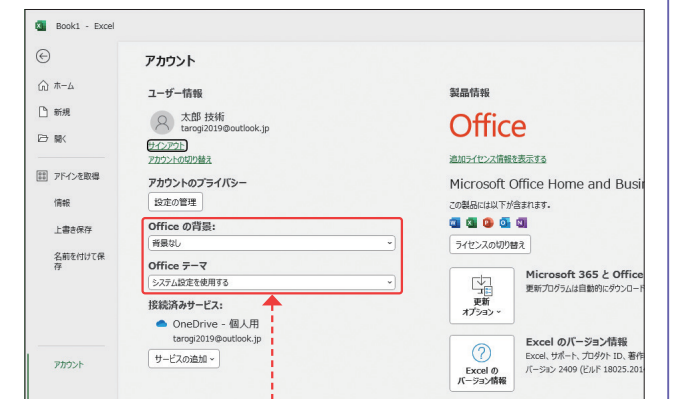 Book1 - Excel
ホーム
新規
開く
アドインを取得
情報
上書き保存
名前を付けて保
存
アカウント
アカウント
ユーザー情報
太郎 技術
tarogi2019@outlook.jp
サインアウト
アカウントの切り替え
アカウントのプライバシー
設定の管理
Office の背景:
背景なし
Office テーマ
システム設定を使用する
接続済みサービス:
OneDrive - 個人用
tarogi2019@outlook.jp
サービスの追加
製品情報
Office
追加ライセンス情報を表示する
Microsoft Office Home and Busi
この製品には以下が含まれます。
ライセンスの切り替え
更新
オプション
Microsoft 365 と Office
更新プログラムは自動的にダウンロード
Excel の
バージョン情報
Excel のバージョン情報
Excel、サポート、プロダクト ID、著作
バージョン 2409 (ビルド 18025.201